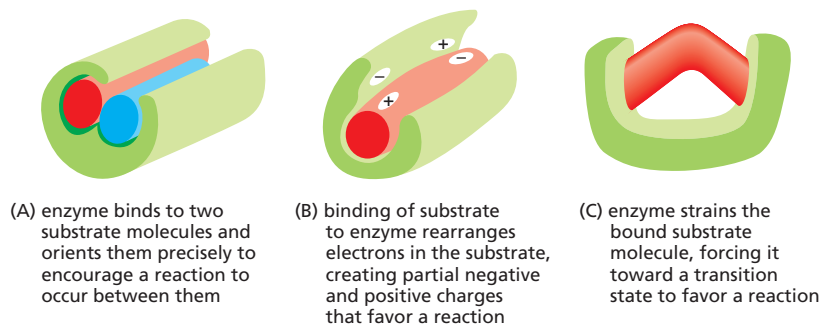 +
−
−
+
(A) enzyme binds to two
substrate molecules and
orients them precisely to
encourage a reaction to
occur between them
(B) binding of substrate
to enzyme rearranges
electrons in the substrate,
creating partial negative
and positive charges
that favor a reaction
(C) enzyme strains the
bound substrate
molecule, forcing it
toward a transition
state to favor a reaction